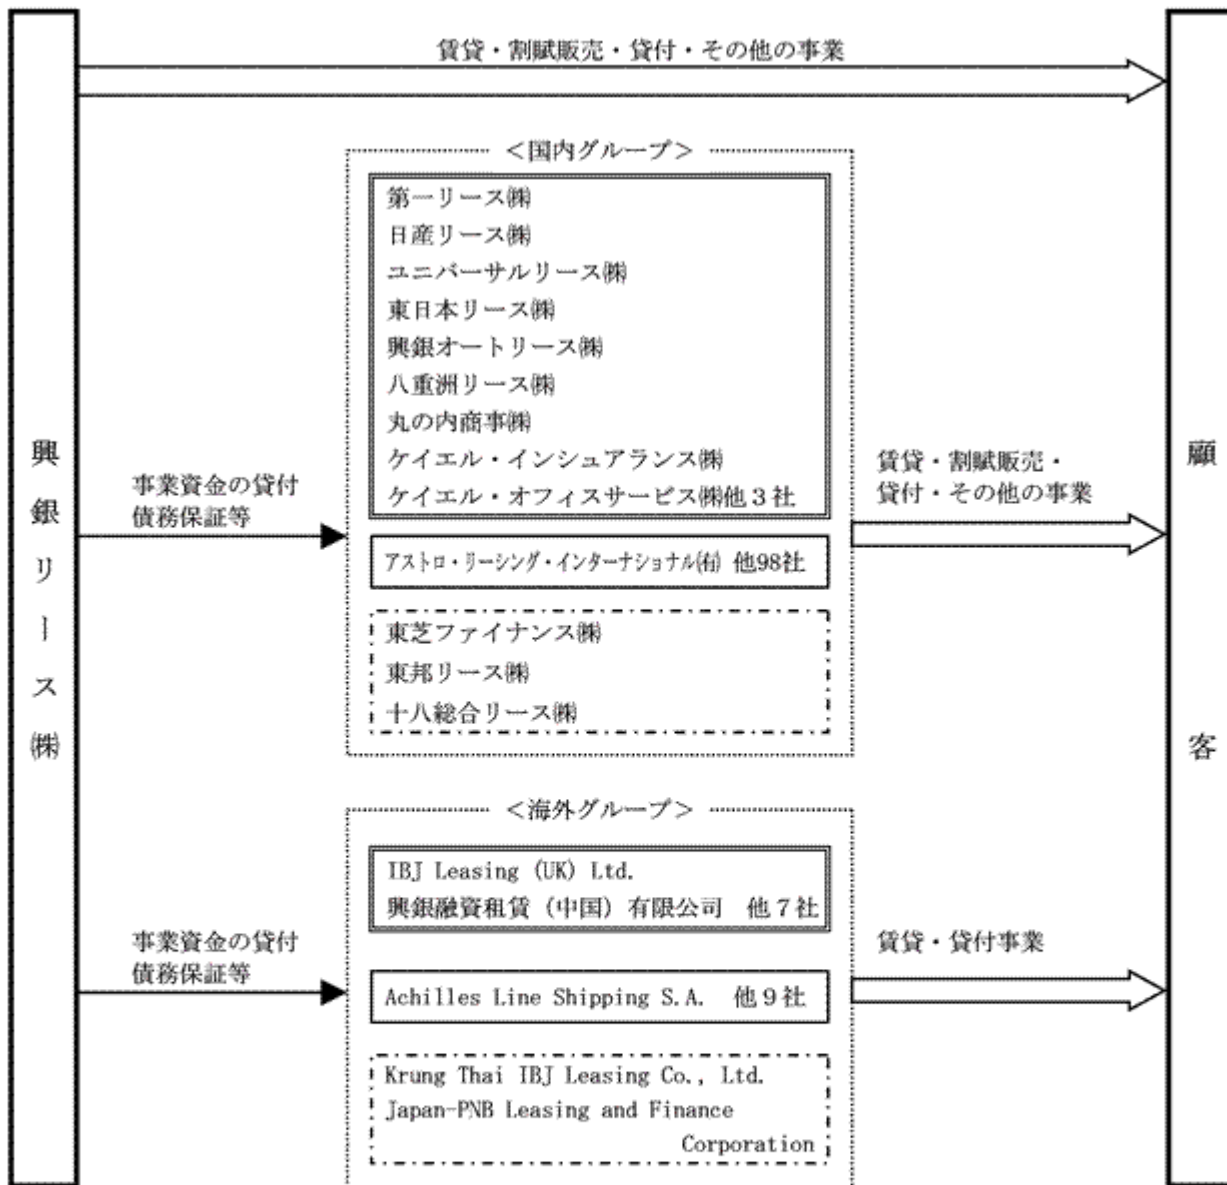 賃貸・割賦販売・貸付・その他の事業
＜国内グループ＞
第一リース㈱
日産リース㈱
ユニバーサルリース㈱
東日本リース㈱
興銀オートリース㈱
八重洲リース㈱
丸の内商事㈱
ケイエル・インシュアランス㈱
ケイエル・オフィスサービス㈱他３社
アストロ・リーシング・インターナショナル㈲ 他98社
東芝ファイナンス㈱
東邦リース㈱
十八総合リース㈱
興銀リース㈱
事業資金の貸付
債務保証等
賃貸・割賦販売・
貸付・その他の事業
顧客
＜海外グループ＞
IBJ Leasing (UK) Ltd.
興銀融資租賃（中国）有限公司　他７社
Achilles Line Shipping S.A.　他９社
Krung Thai IBJ Leasing Co., Ltd.
Japan-PNB Leasing and Finance
Corporation
事業資金の貸付
債務保証等
賃貸・貸付事業